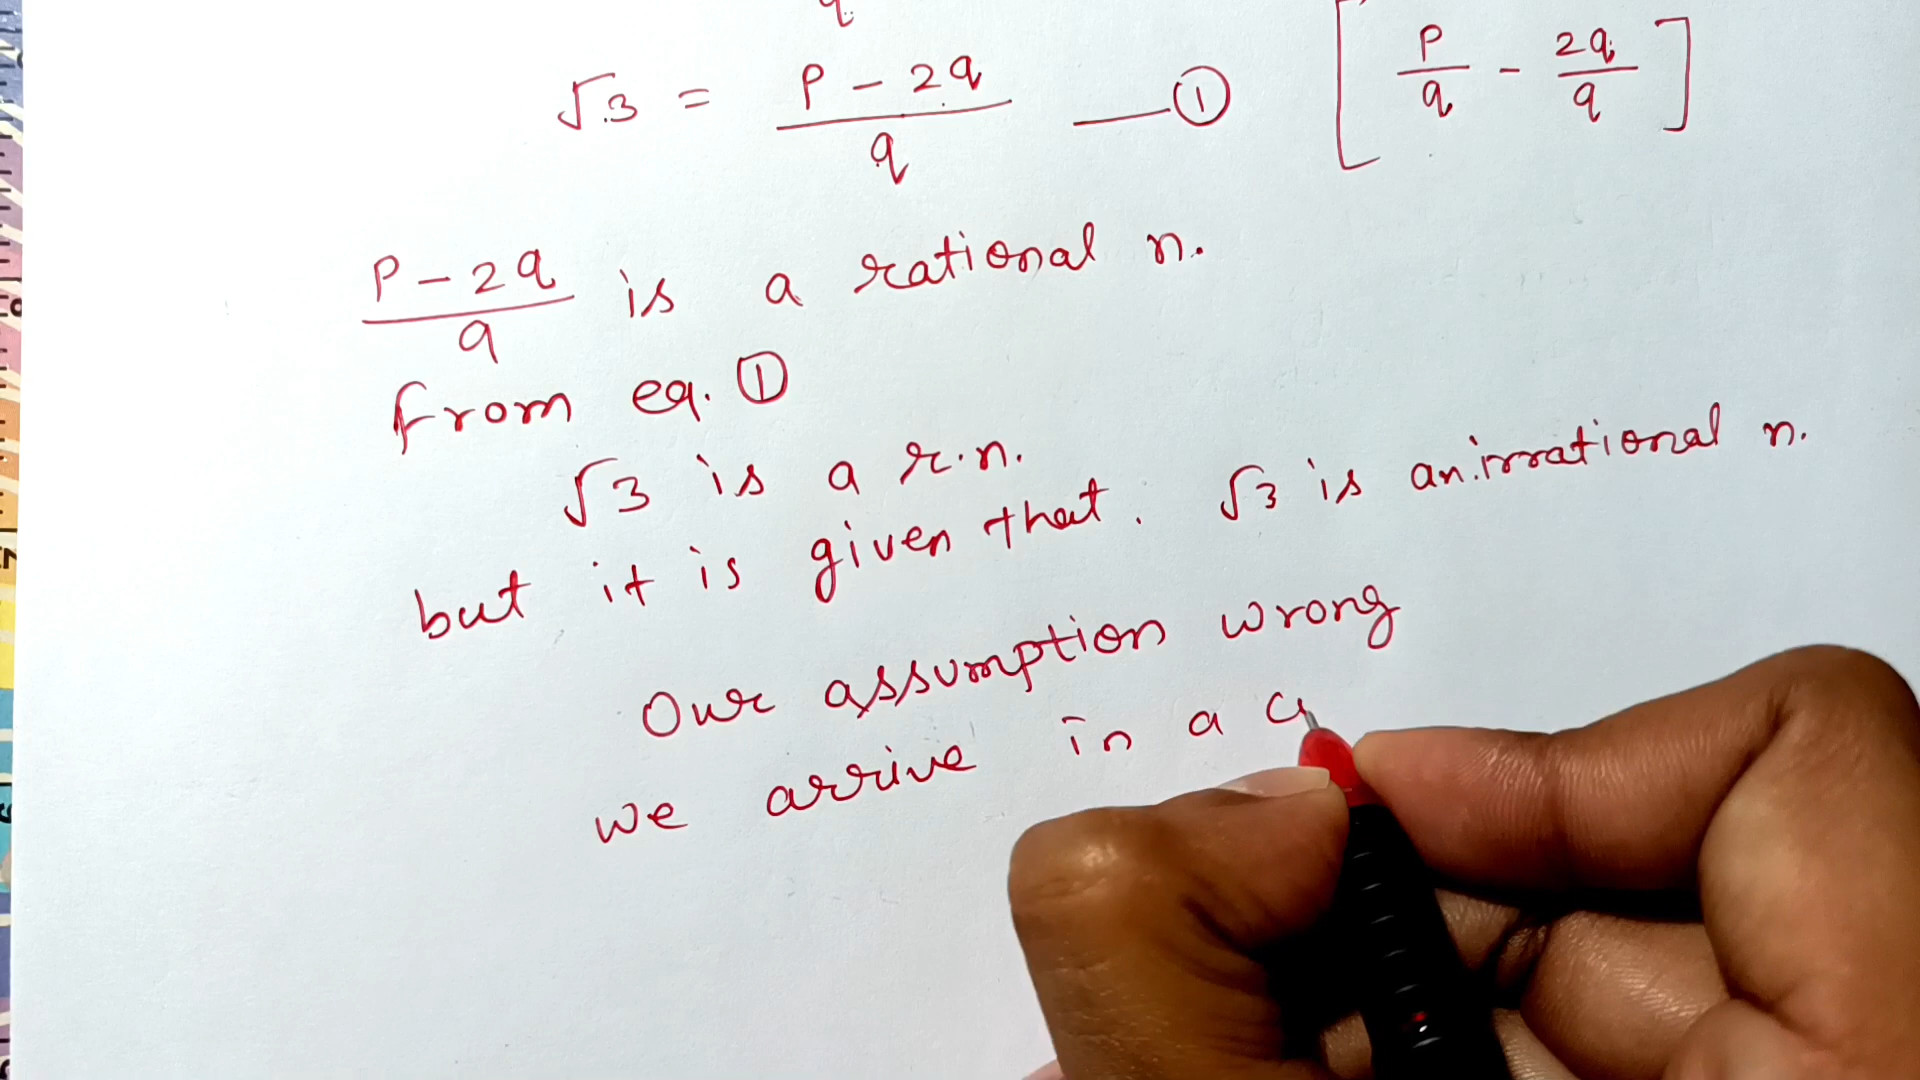 √3 = P - 2q / q —① [ P/q - 2q/q ]
P - 2q / q is a rational n.
from eq. ①
√3 is a r.n.
but it is given that. √3 is an irrational n.
Our assumption wrong
we arrive in a